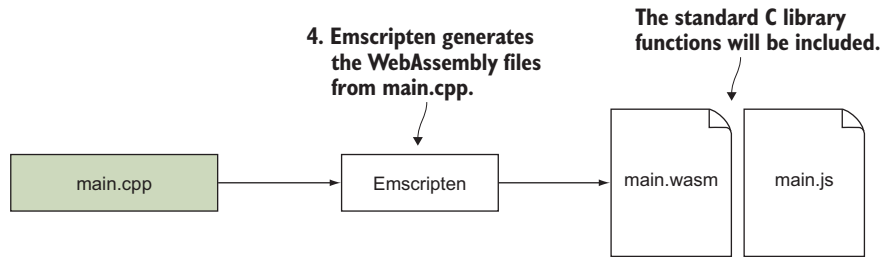 The standard C library
functions will be included.
4. Emscripten generates
the WebAssembly files
from main.cpp.
main.cpp
Emscripten
main.wasm
main.js